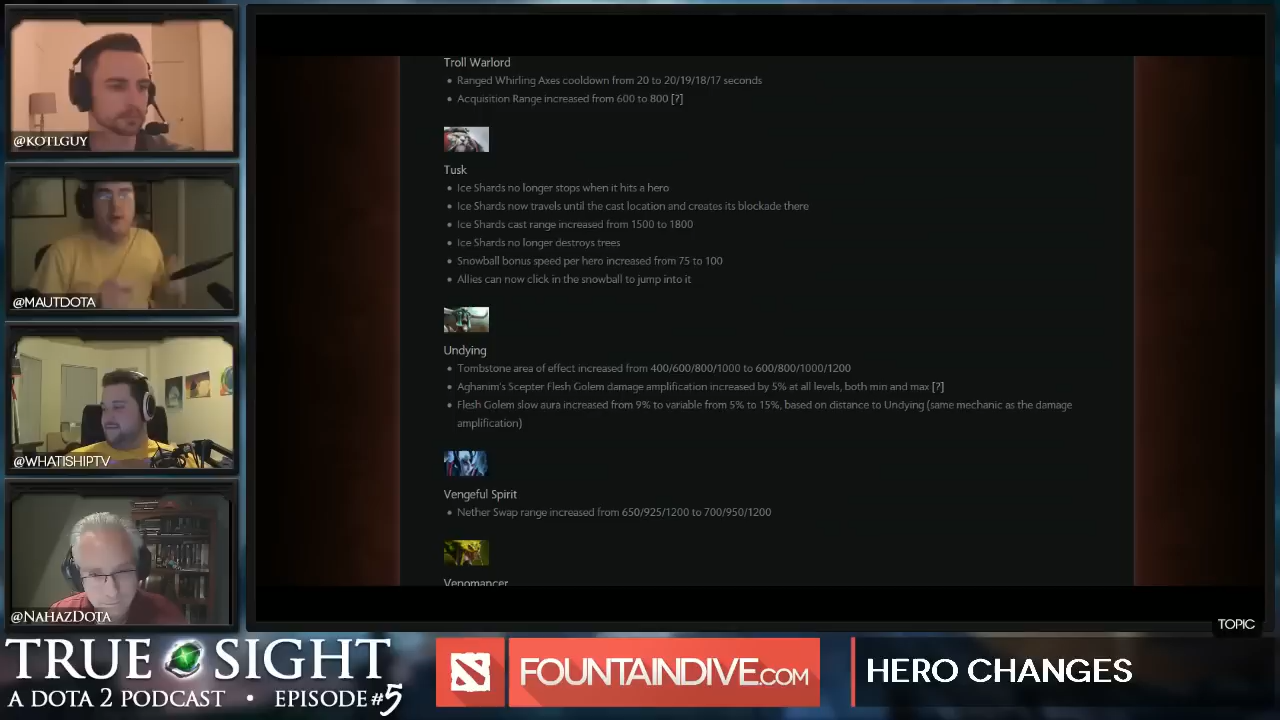 @KOTLGUY
@MAUTDOTA
@WHATISHIPTV
@NAHAZDOTA
Troll Warlord
• Ranged Whirling Axes cooldown from 20 to 20/19/18/17 seconds
• Acquisition Range increased from 600 to 800 [?]
Tusk
• Ice Shards no longer stops when it hits a hero
• Ice Shards now travels until the cast location and creates its blockade there
• Ice Shards cast range increased from 1500 to 1800
• Ice Shards no longer destroys trees
• Snowball bonus speed per hero increased from 75 to 100
• Allies can now click in the snowball to jump into it
Undying
• Tombstone area of effect increased from 400/600/800/1000 to 600/800/1000/1200
• Aghanim's Scepter Flesh Golem damage amplification increased by 5% at all levels, both min and max [?]
• Flesh Golem slow aura increased from 9% to variable from 5% to 15%, based on distance to Undying (same mechanic as the damage
amplification)
Vengeful Spirit
• Nether Swap range increased from 650/925/1200 to 700/950/1200
Venomancer
TOPIC
TRUE SIGHT
A DOTA 2 PODCAST • EPISODE #5
FOUNTAINDIVE.COM
HERO CHANGES